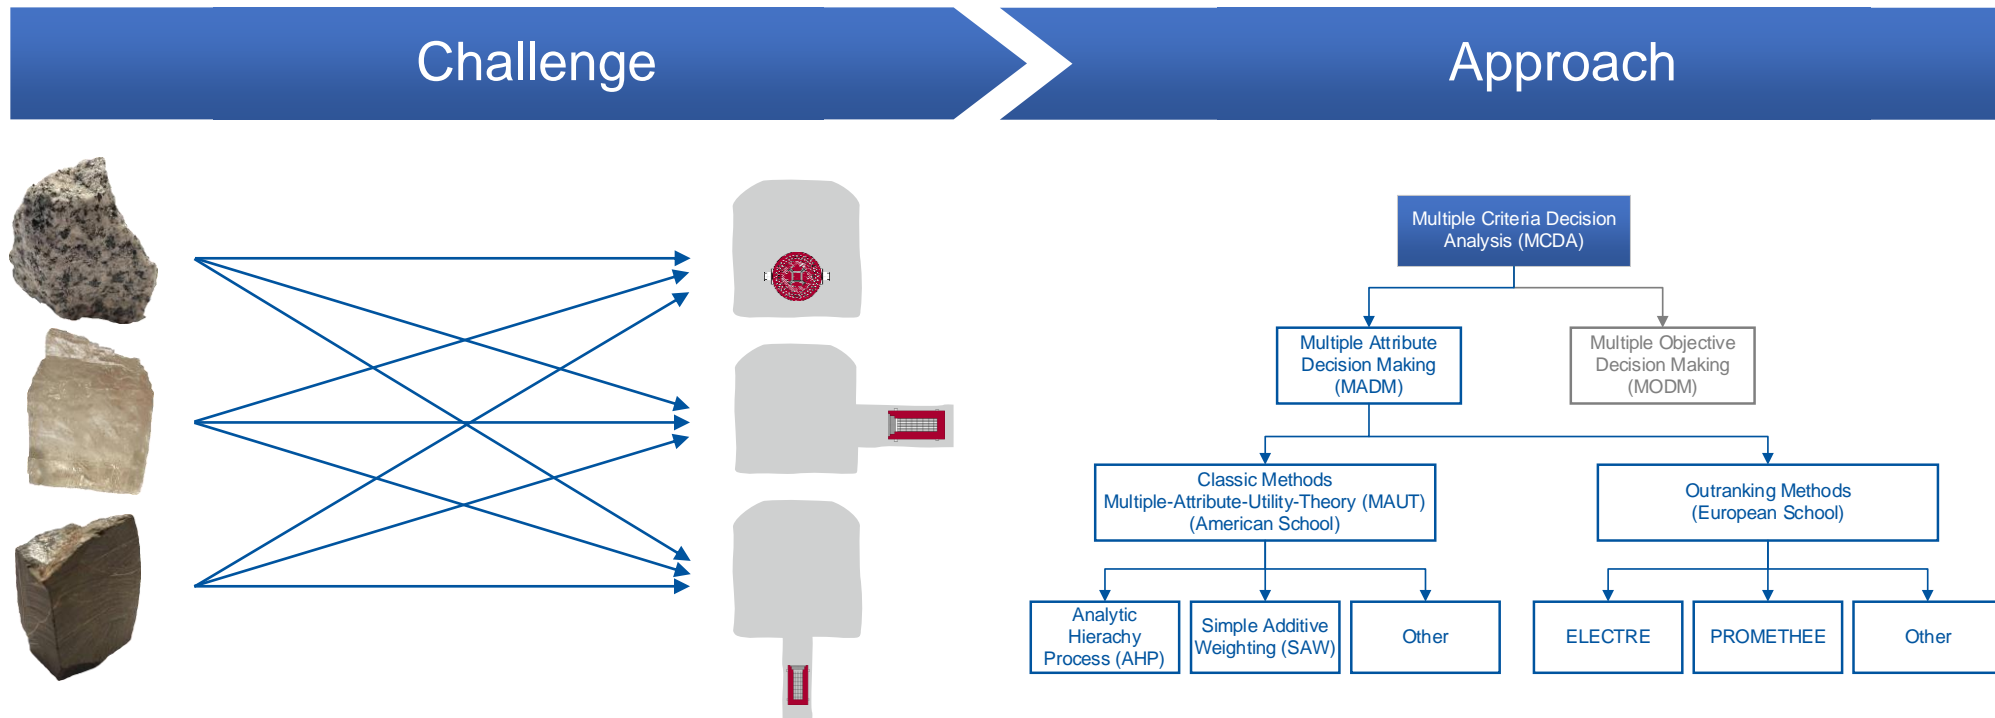 Challenge
Approach
Multiple Criteria Decision
Analysis (MCDA)
Multiple Attribute
Decision Making
(MADM)
Multiple Objective
Decision Making
(MODM)
Classic Methods
Multiple-Attribute-Utility-Theory (MAUT)
(American School)
Outranking Methods
(European School)
Analytic
Hierachy
Process (AHP)
Simple Additive
Weighting (SAW)
Other
ELECTRE
PROMETHEE
Other